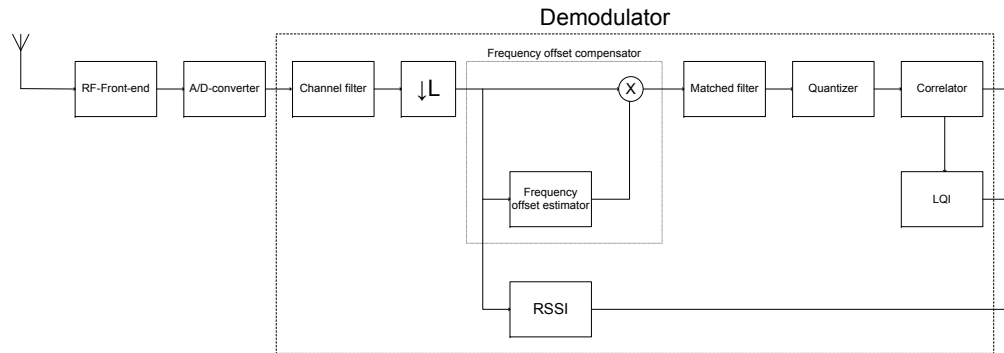 Demodulator
Frequency offset compensator
RF-Front-end
A/D-converter
Channel filter
↓L
X
Matched filter
Quantizer
Correlator
Frequency
offset estimator
LQI
RSSI